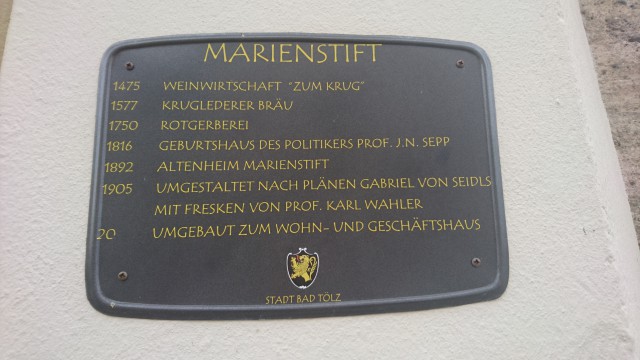 MARIENSTIFT
1475 WEINWIRTSCHAFT "ZUM KRUG"
1577 KRUGLEDERER BRÄU
1750 ROTGERBEREI
1816 GEBURTSHAUS DES POLITIKERS PROF. J.N. SEPP
1892 ALTENHEIM MARIENSTIFT
1905 UMGESTALTET NACH PLÄNEN GABRIEL VON SEIDLS
MIT FRESKEN VON PROF. KARL WAHLER
20 UMGEBAUT ZUM WOHN- UND GESCHÄFTSHAUS
STADT BAD TÖLZ